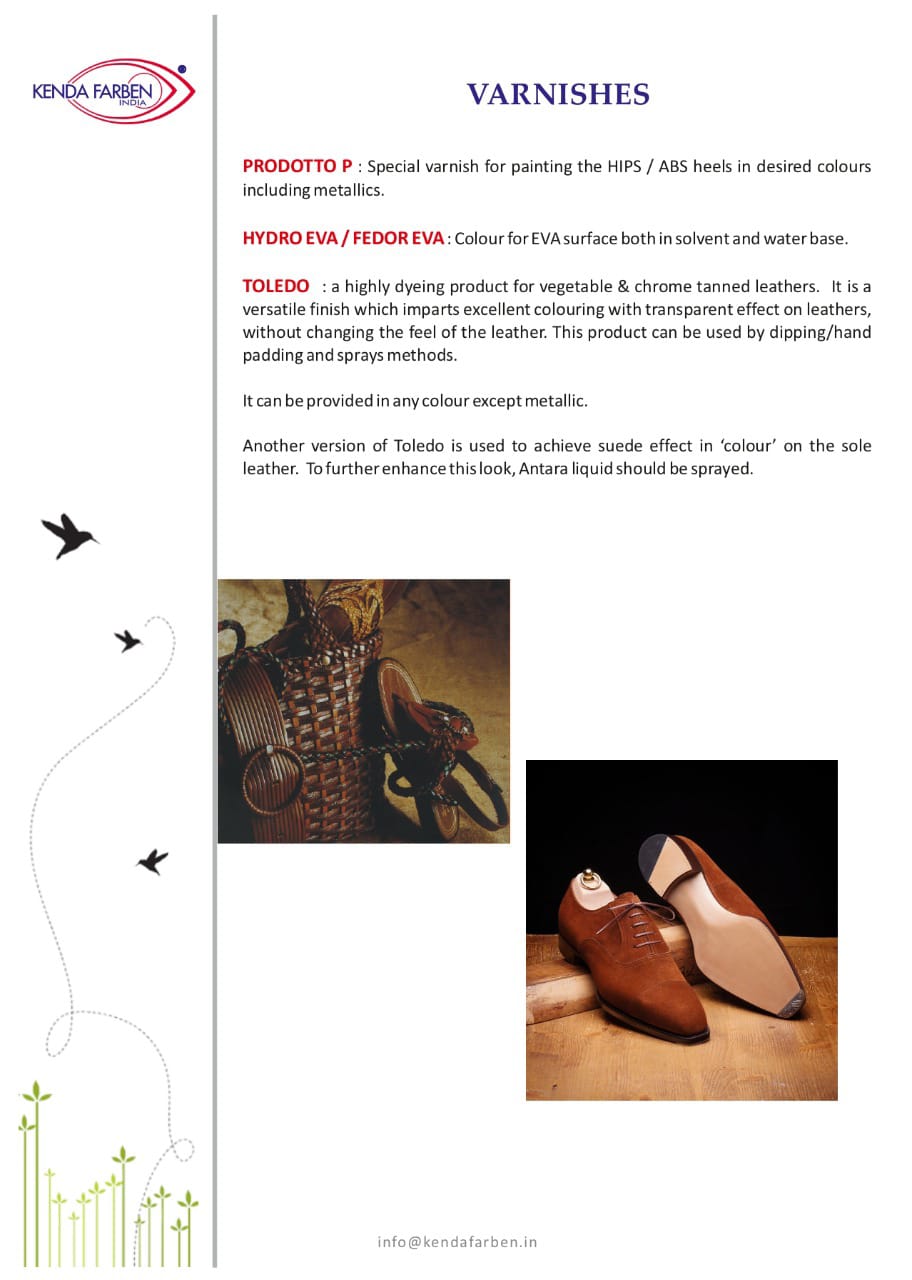 KENDA FARBEN
INDIA
VARNISHES
PRODOTTO P : Special varnish for painting the HIPS / ABS heels in desired colours
including metallics.
HYDRO EVA / FEDOR EVA : Colour for EVA surface both in solvent and water base.
TOLEDO : a highly dyeing product for vegetable & chrome tanned leathers. It is a
versatile finish which imparts excellent colouring with transparent effect on leathers,
without changing the feel of the leather. This product can be used by dipping/hand
padding and sprays methods.
It can be provided in any colour except metallic.
Another version of Toledo is used to achieve suede effect in ‘colour’ on the sole
leather. To further enhance this look, Antara liquid should be sprayed.
info@kendafarben.in